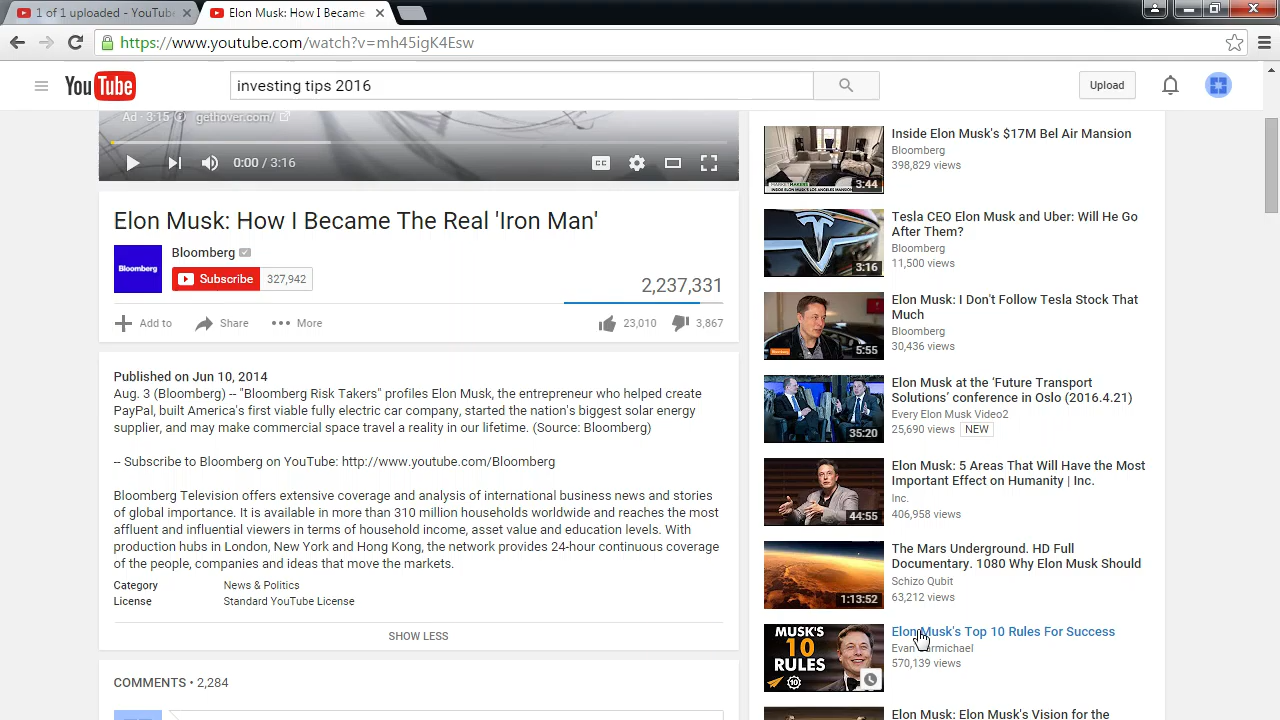 1 of 1 uploaded - YouTube
Elon Musk: How I Became
https://www.youtube.com/watch?v=mh45igK4Esw
YouTube
investing tips 2016
Upload
Ad · 3:15
gethover.com/
0:00 / 3:16
CC
Elon Musk: How I Became The Real 'Iron Man'
Bloomberg
Bloomberg
Subscribe
327,942
2,237,331
Add to
Share
More
23,010
3,867
Published on Jun 10, 2014
Aug. 3 (Bloomberg) -- "Bloomberg Risk Takers" profiles Elon Musk, the entrepreneur who helped create
PayPal, built America's first viable fully electric car company, started the nation's biggest solar energy
supplier, and may make commercial space travel a reality in our lifetime. (Source: Bloomberg)
-- Subscribe to Bloomberg on YouTube: http://www.youtube.com/Bloomberg
Bloomberg Television offers extensive coverage and analysis of international business news and stories
of global importance. It is available in more than 310 million households worldwide and reaches the most
affluent and influential viewers in terms of household income, asset value and education levels. With
production hubs in London, New York and Hong Kong, the network provides 24-hour continuous coverage
of the people, companies and ideas that move the markets.
Category News & Politics
License Standard YouTube License
SHOW LESS
COMMENTS • 2,284
Inside Elon Musk's $17M Bel Air Mansion
Bloomberg
398,829 views
3:44
Tesla CEO Elon Musk and Uber: Will He Go
After Them?
Bloomberg
11,500 views
3:16
Elon Musk: I Don't Follow Tesla Stock That
Much
Bloomberg
30,436 views
5:55
Elon Musk at the ‘Future Transport
Solutions’ conference in Oslo (2016.4.21)
Every Elon Musk Video2
25,690 views NEW
35:20
Elon Musk: 5 Areas That Will Have the Most
Important Effect on Humanity | Inc.
Inc.
406,958 views
44:55
The Mars Underground. HD Full
Documentary. 1080 Why Elon Musk Should
Schizo Qubit
63,212 views
1:13:52
MUSK'S
10
RULES
Elon Musk's Top 10 Rules For Success
Evan Carmichael
570,139 views
Elon Musk: Elon Musk's Vision for the